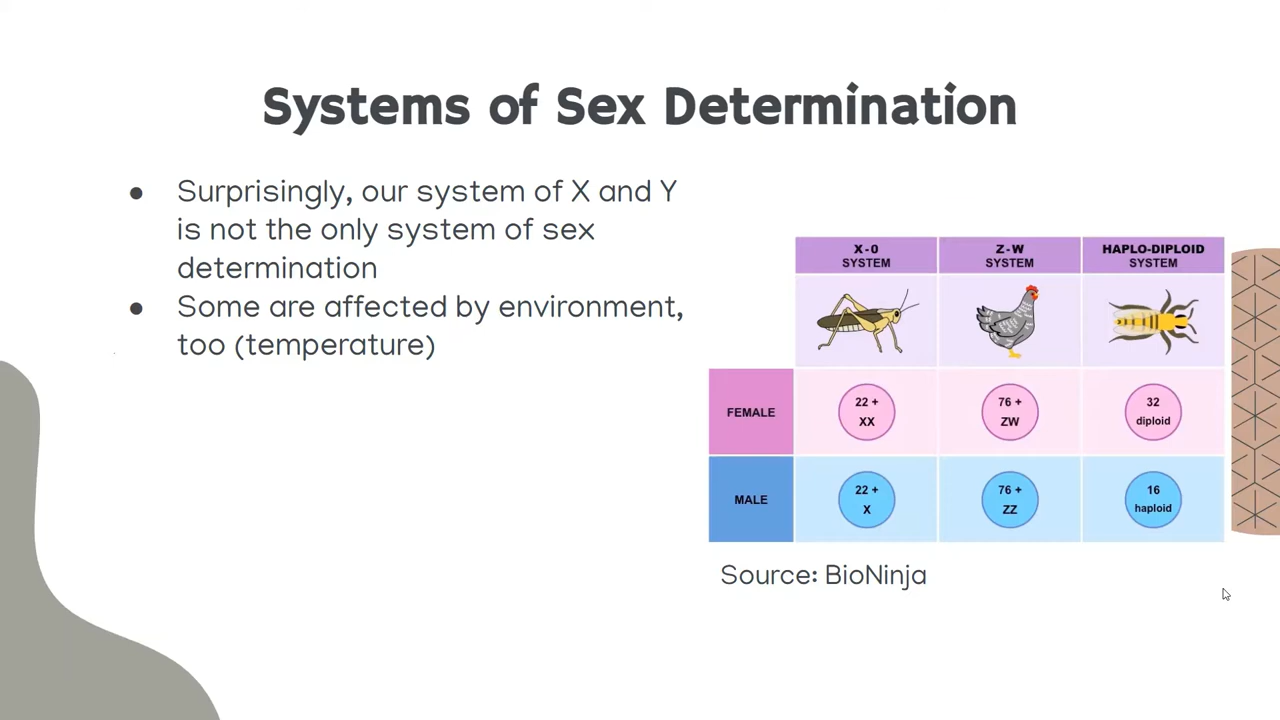 Systems of Sex Determination
● Surprisingly, our system of X and Y
is not the only system of sex
determination
● Some are affected by environment,
too (temperature)
X-0 SYSTEM
Z-W SYSTEM
HAPLO-DIPLOID SYSTEM
FEMALE
22 + XX
76 + ZW
32 diploid
MALE
22 + X
76 + ZZ
16 haploid
Source: BioNinja